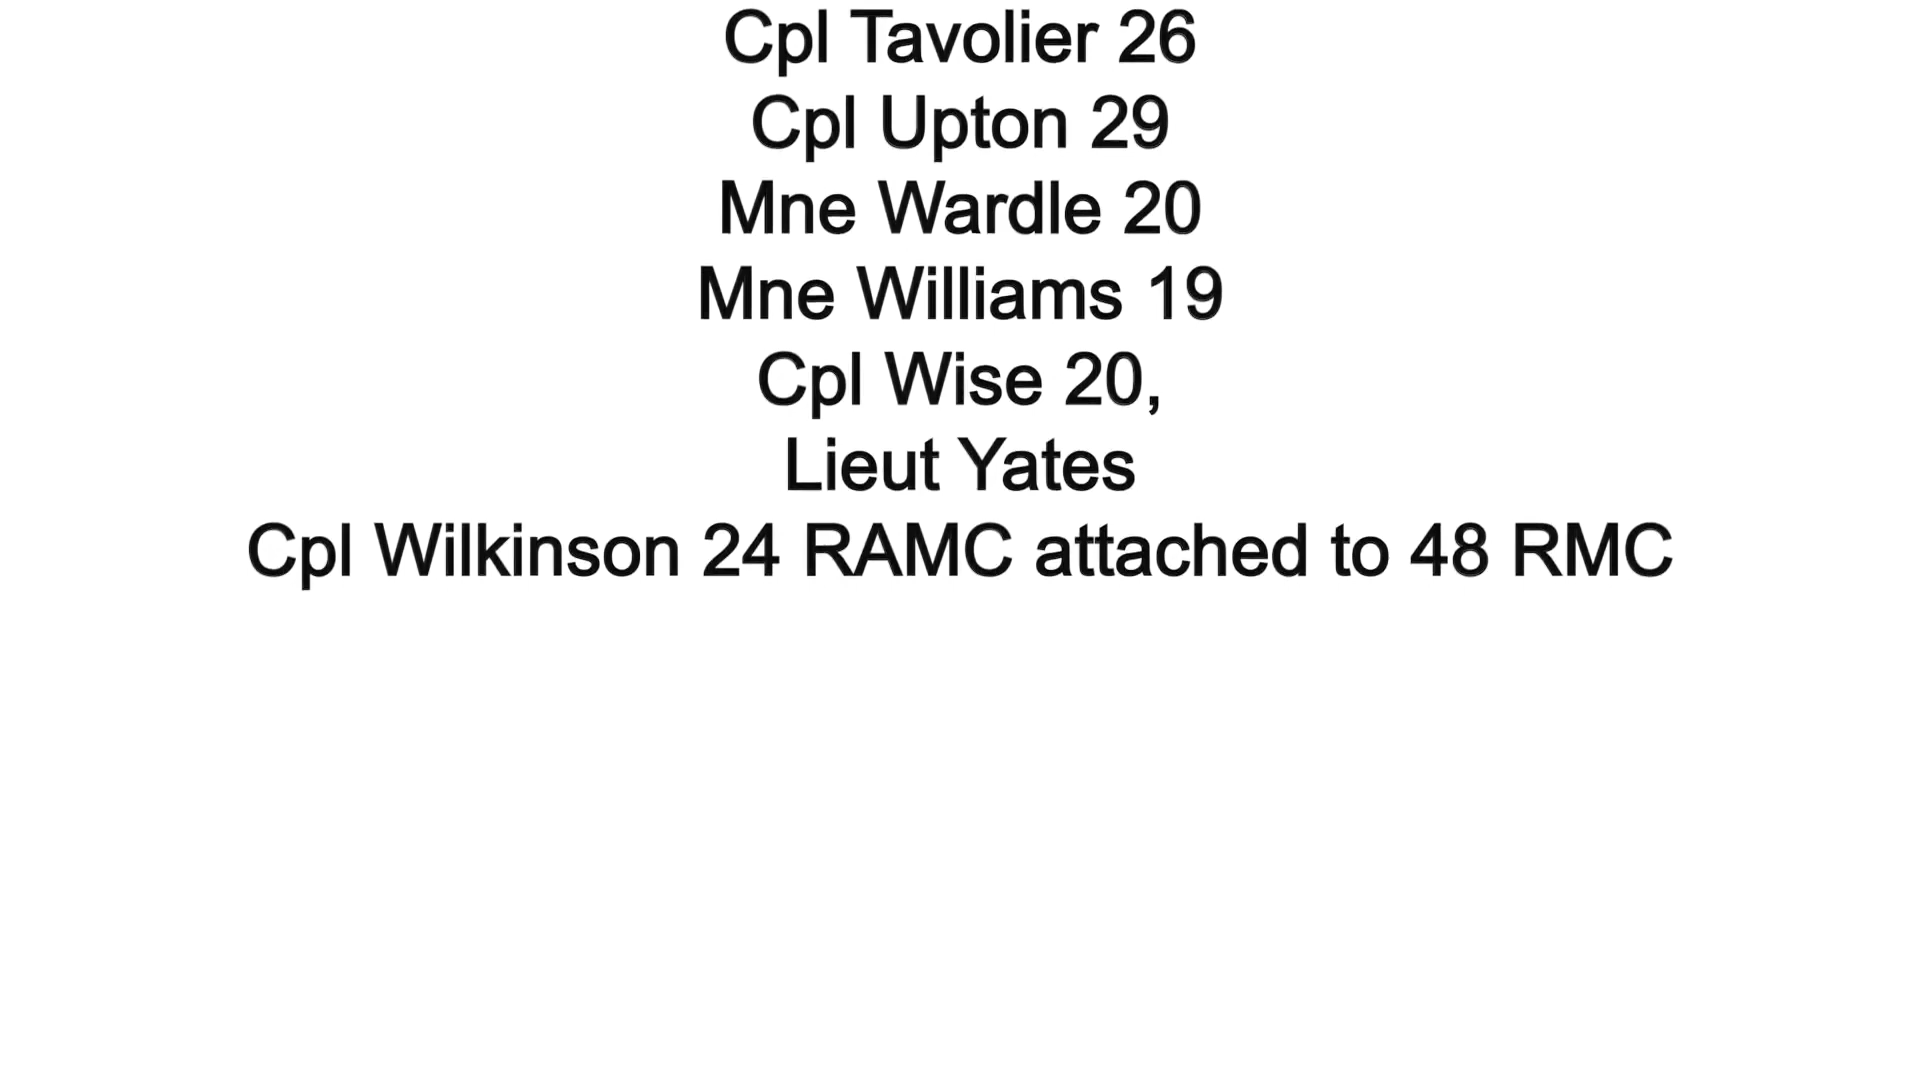 Cpl Tavolier 26
Cpl Upton 29
Mne Wardle 20
Mne Williams 19
Cpl Wise 20,
Lieut Yates
Cpl Wilkinson 24 RAMC attached to 48 RMC